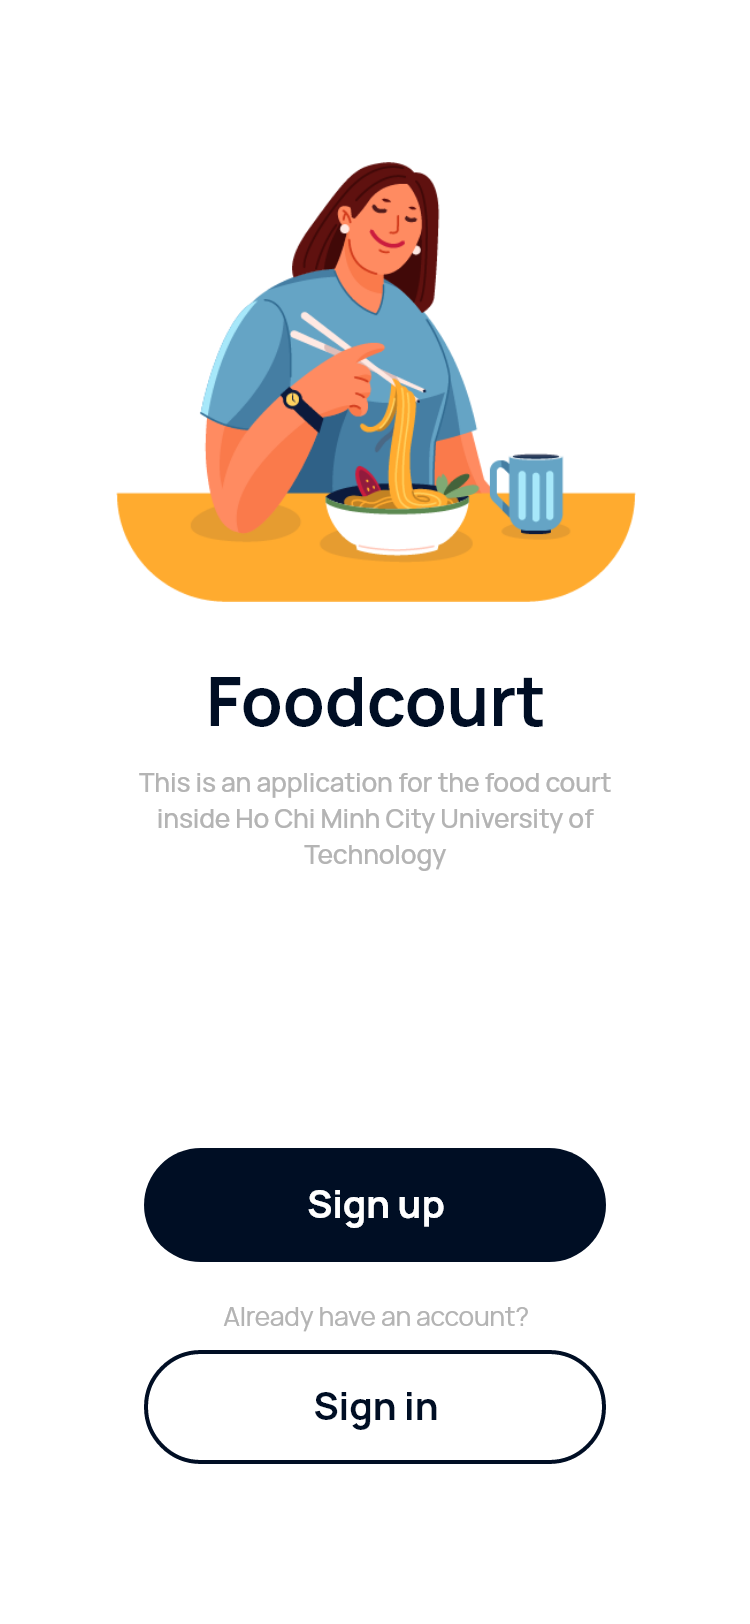 Foodcourt
This is an application for the food court
inside Ho Chi Minh City University of
Technology
Sign up
Already have an account?
Sign in